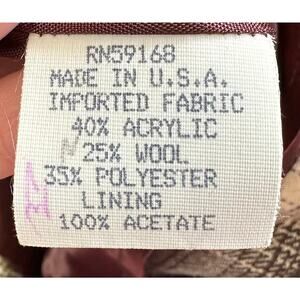 RN59168
MADE IN U.S.A.
IMPORTED FABRIC
40% ACRYLIC
25% WOOL
35% POLYESTER
LINING
100% ACETATE